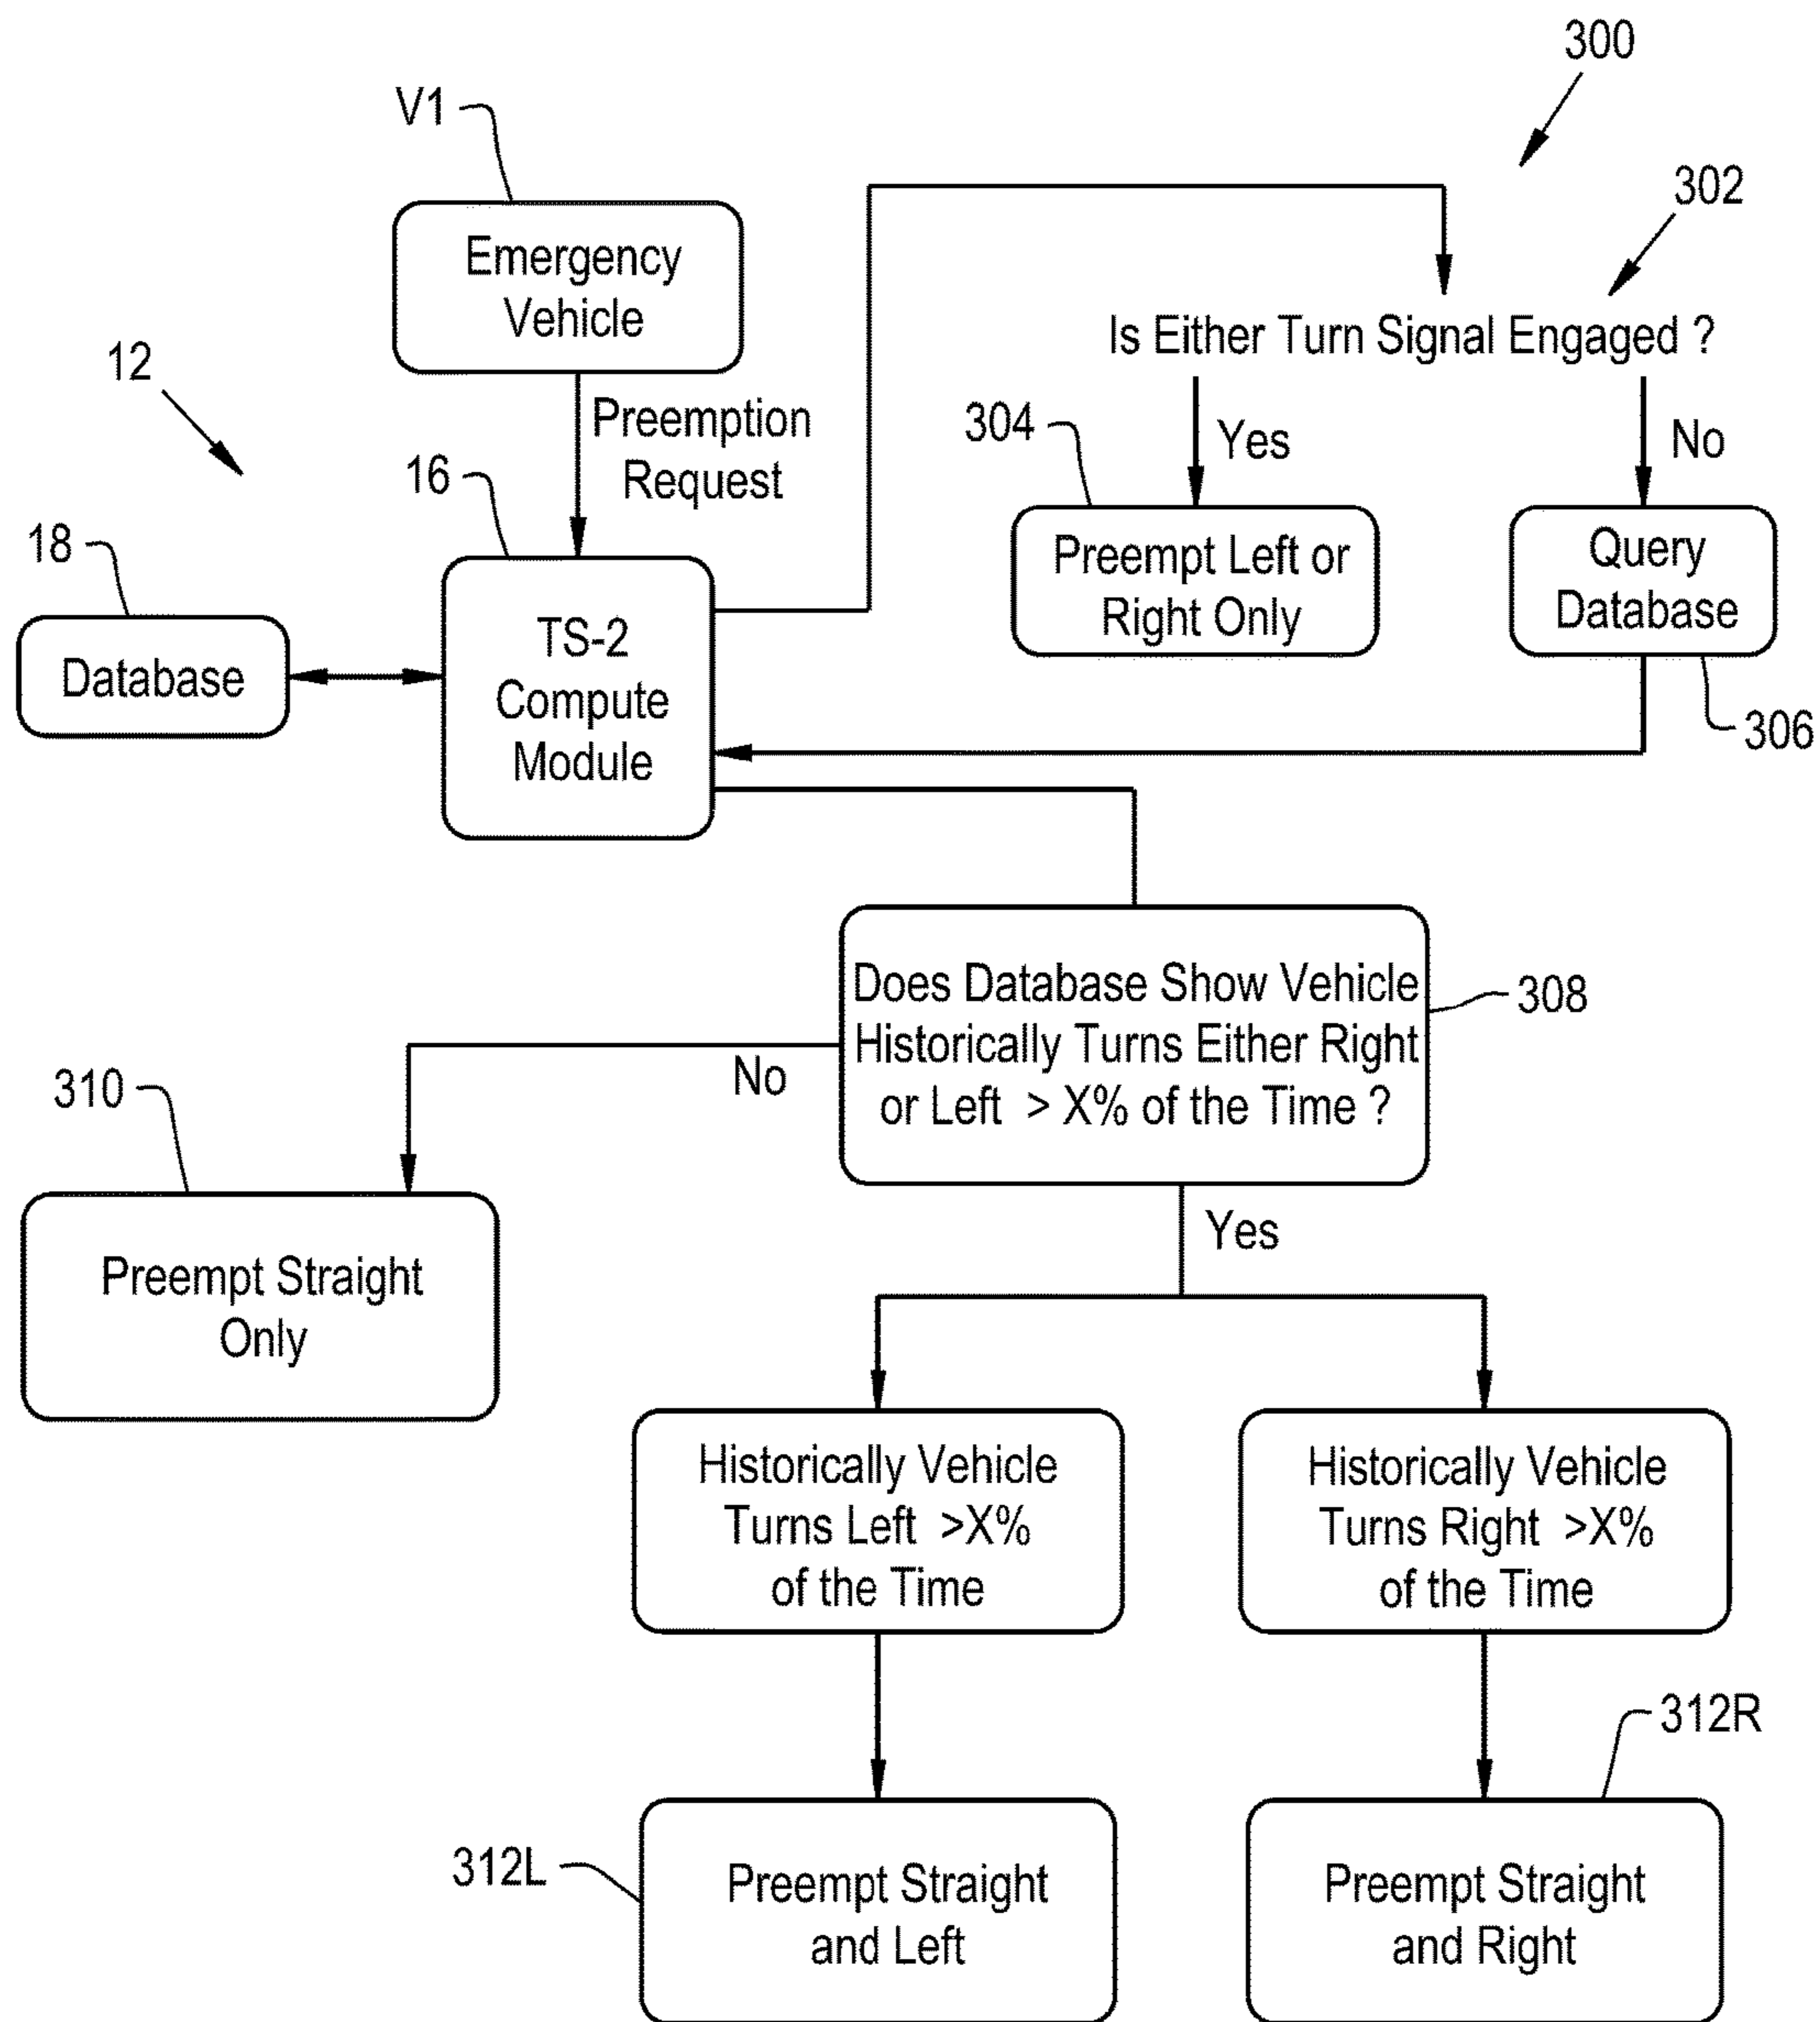 300
V1
302
Emergency
Vehicle
Is Either Turn Signal Engaged ?
12
Preemption
Request
304
Yes
No
16
18
Preempt Left or
Right Only
Query
Database
TS-2
Compute
Module
Database
306
Does Database Show Vehicle
Historically Turns Either Right
or Left > X% of the Time ?
308
No
310
Yes
Preempt Straight
Only
Historically Vehicle
Turns Left >X%
of the Time
Historically Vehicle
Turns Right >X%
of the Time
312R
312L
Preempt Straight
and Left
Preempt Straight
and Right